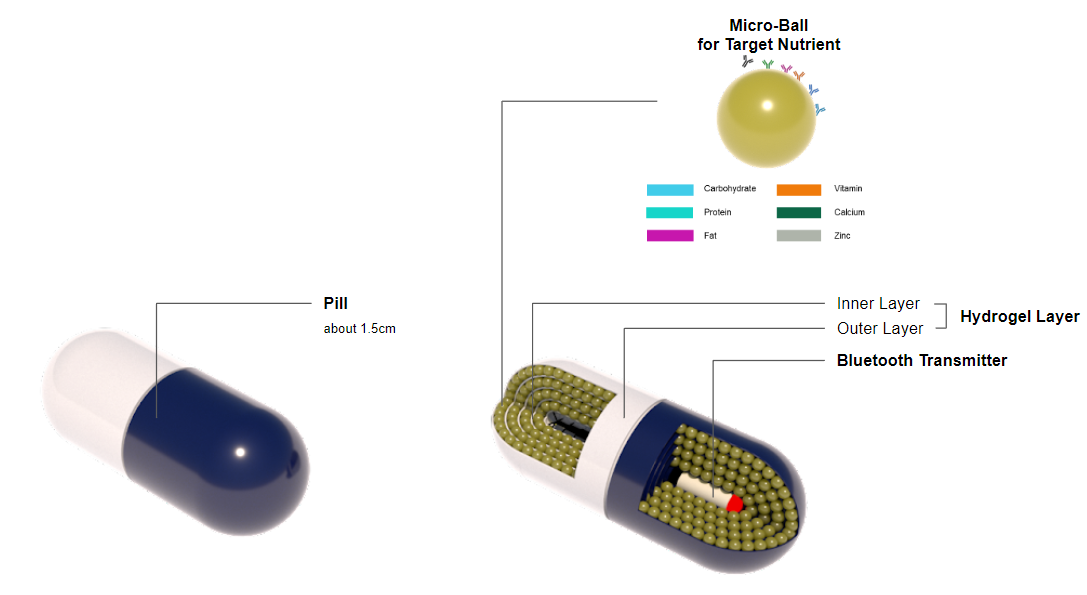 Micro-Ball
for Target Nutrient
Carbohydrate
Vitamin
Protein
Calcium
Fat
Zinc
Pill
about 1.5cm
Inner Layer
Outer Layer
Hydrogel Layer
Bluetooth Transmitter